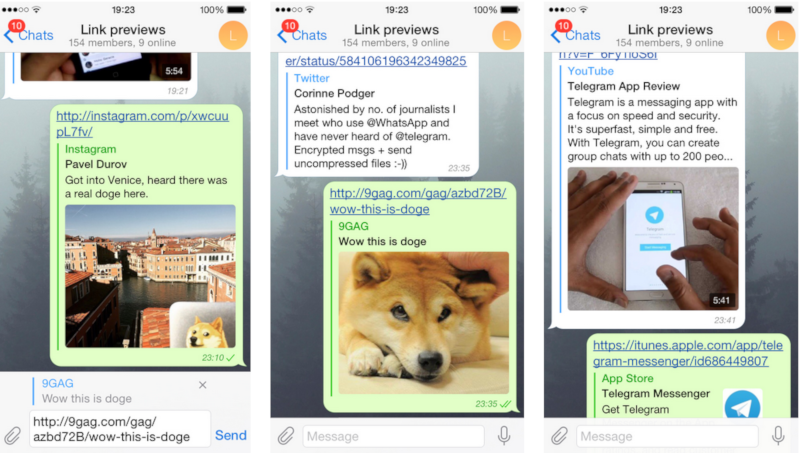 19:23
100%
10
Chats
Link previews
154 members, 9 online
L
5:54
19:21
http://instagram.com/p/xwcuu
pL7fv/
Instagram
Pavel Durov
Got into Venice, heard there was
a real doge here.
23:10
9GAG
Wow this is doge
http://9gag.com/gag/
azbd72B/wow-this-is-doge
Send
19:23
100%
10
Chats
Link previews
154 members, 9 online
L
er/status/584106196342349825
Twitter
Corinne Podger
Astonished by no. of journalists I
meet who use @WhatsApp and
have never heard of @telegram.
Encrypted msgs + send
uncompressed files :-))
23:35
http://9gag.com/gag/azbd72B/
wow-this-is-doge
9GAG
Wow this is doge
23:35
Message
19:23
100%
10
Chats
Link previews
154 members, 9 online
L
YouTube
Telegram App Review
Telegram is a messaging app with
a focus on speed and security.
It's superfast, simple and free.
With Telegram, you can create
group chats with up to 200 peo...
Telegram
5:41
23:41
https://itunes.apple.com/app/tele
gram-messenger/id686449807
App Store
Telegram Messenger
Get Telegram
Message